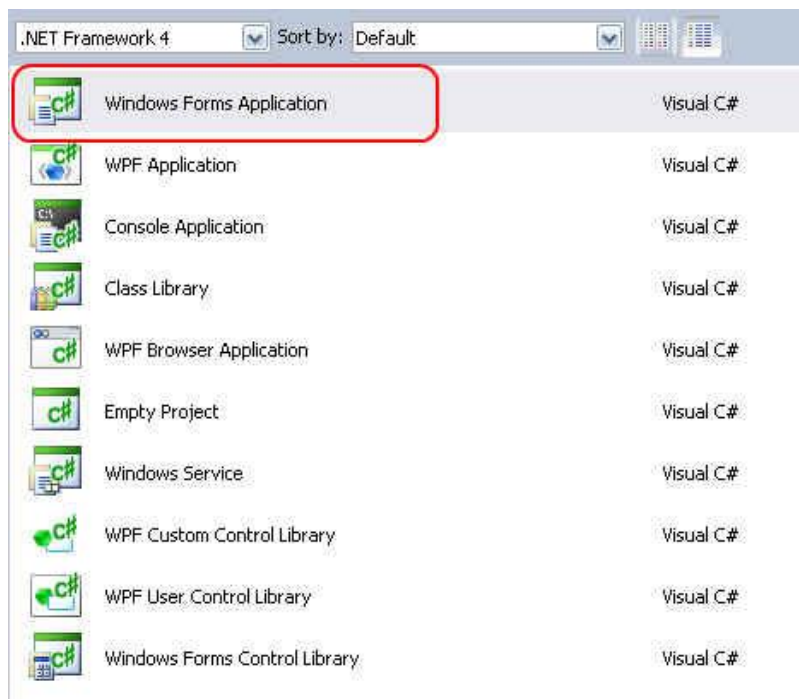 .NET Framework 4 Sort by: Default
Windows Forms Application Visual C#
WPF Application Visual C#
Console Application Visual C#
Class Library Visual C#
WPF Browser Application Visual C#
Empty Project Visual C#
Windows Service Visual C#
WPF Custom Control Library Visual C#
WPF User Control Library Visual C#
Windows Forms Control Library Visual C#